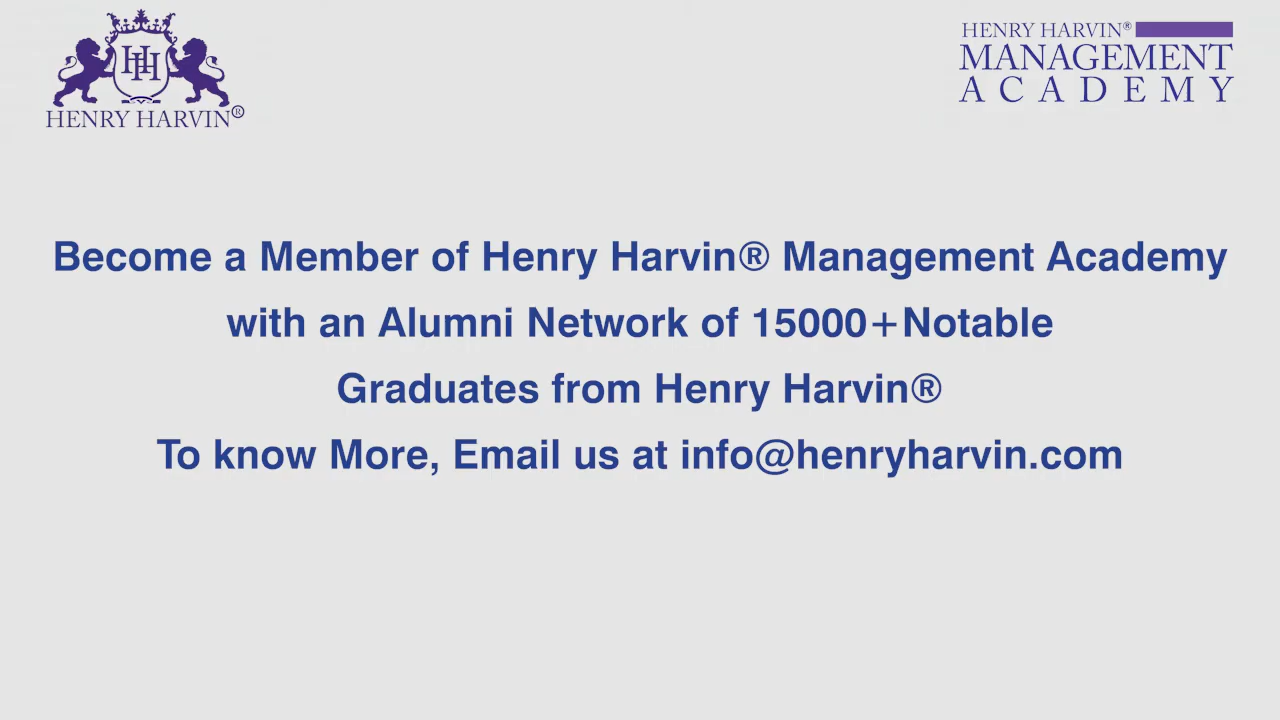 HH
HENRY HARVIN®
HENRY HARVIN®
MANAGEMENT
ACADEMY
Become a Member of Henry Harvin® Management Academy
with an Alumni Network of 15000+Notable
Graduates from Henry Harvin®
To know More, Email us at info@henryharvin.com